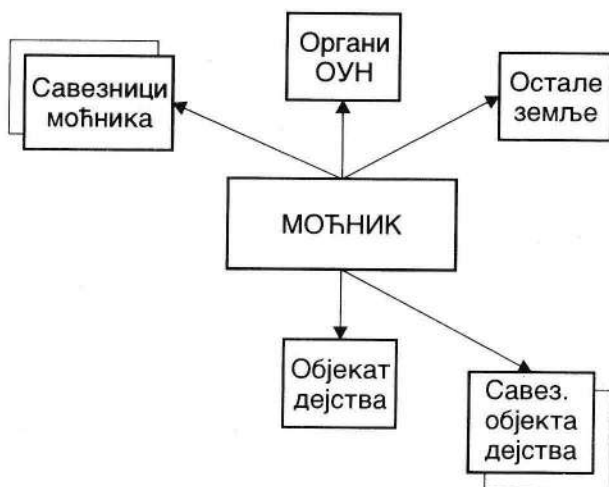 Органи
ОУН
Савезници
моћника
Остале
земље
МОЋНИК
Објекат
дејства
Савез.
објекта
дејства